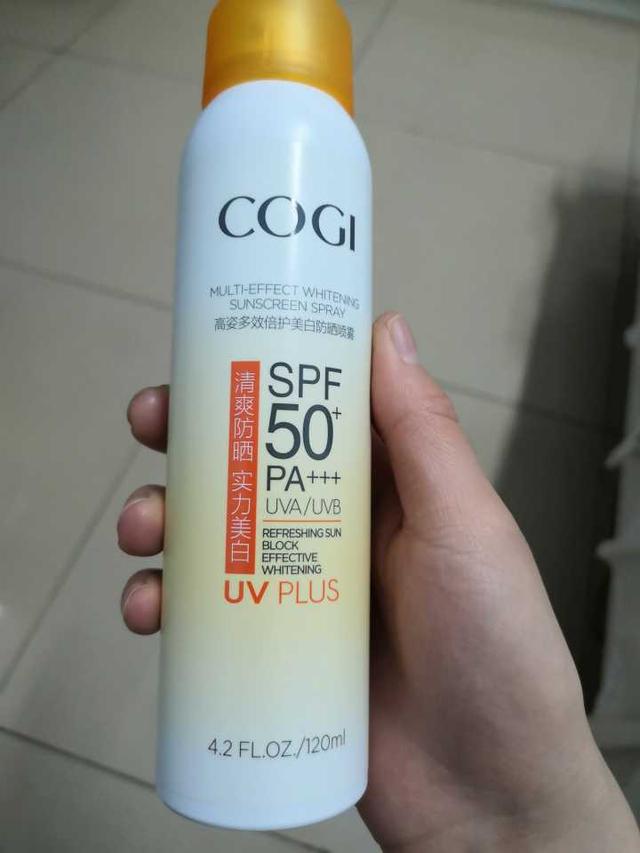 COGI
MULTI-EFFECT WHITENING
SUNSCREEN SPRAY
高姿多效倍护美白防晒喷雾
清爽防晒 实力美白
SPF
50+
PA+++
UVA/UVB
REFRESHING SUN
BLOCK
EFFECTIVE
WHITENING
UV PLUS
4.2 FL.OZ./120ml